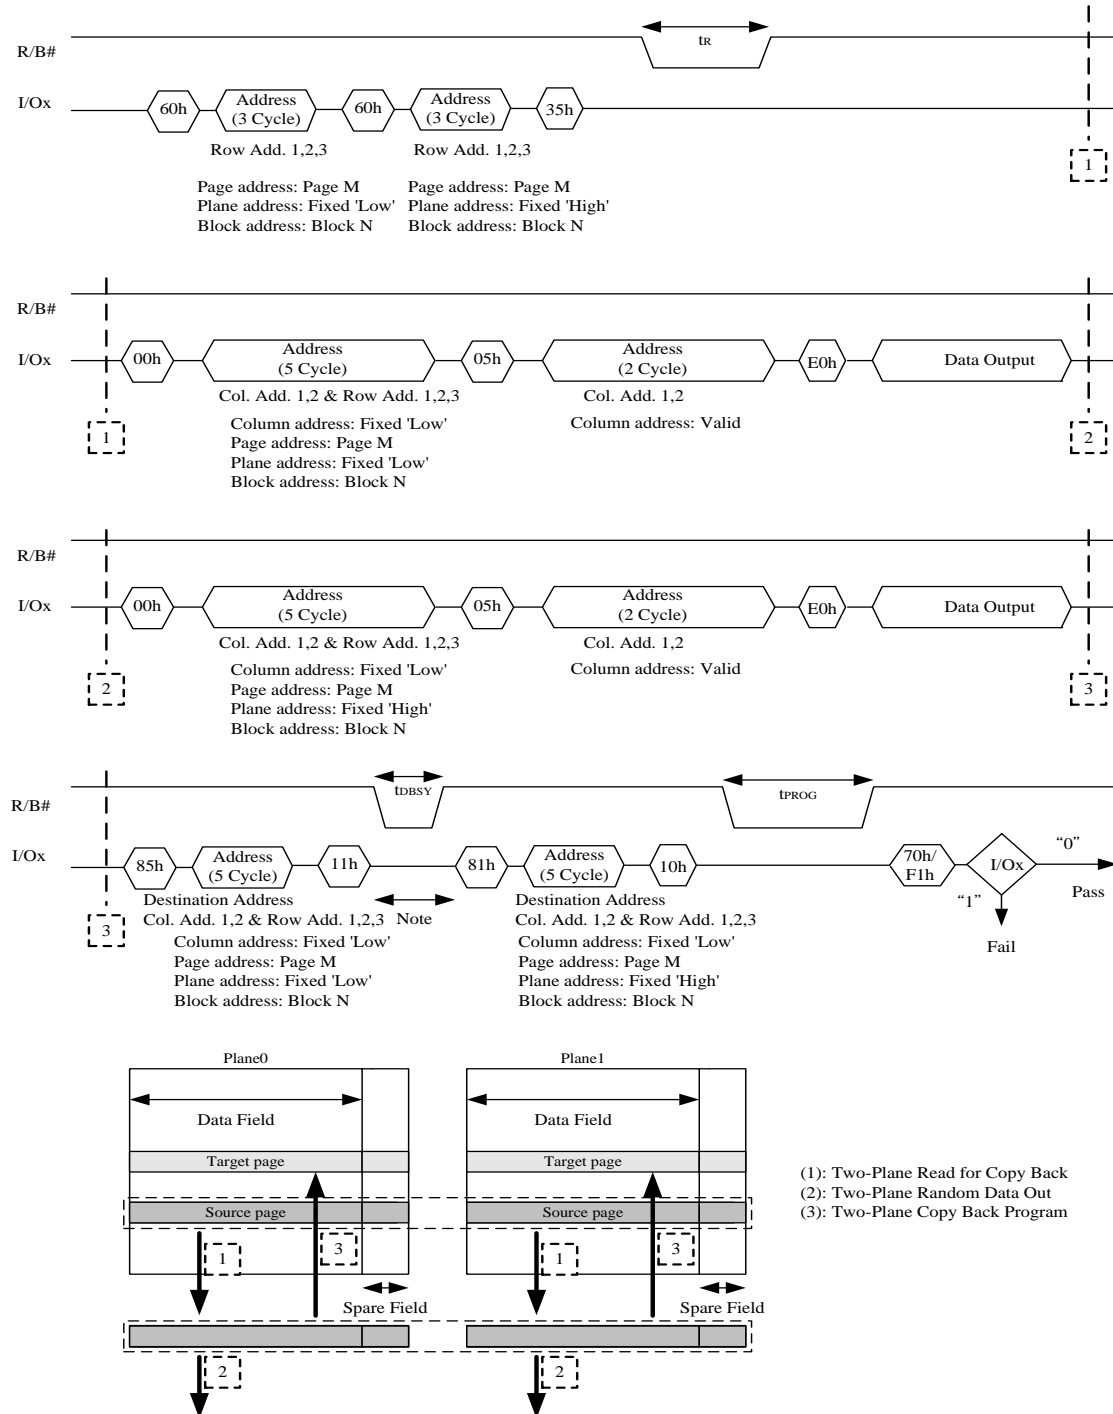 tR
R/B#
I/Ox
60h
Address
(3 Cycle)
60h
Address
(3 Cycle)
35h
Row Add. 1,2,3
Row Add. 1,2,3
1
Page address: Page M
Plane address: Fixed 'Low'
Block address: Block N
Page address: Page M
Plane address: Fixed 'High'
Block address: Block N
R/B#
I/Ox
00h
Address
(5 Cycle)
05h
Address
(2 Cycle)
E0h
Data Output
Col. Add. 1,2 & Row Add. 1,2,3
Col. Add. 1,2
Column address: Fixed 'Low'
Page address: Page M
Plane address: Fixed 'Low'
Block address: Block N
Column address: Valid
1
2
R/B#
I/Ox
00h
Address
(5 Cycle)
05h
Address
(2 Cycle)
E0h
Data Output
Col. Add. 1,2 & Row Add. 1,2,3
Col. Add. 1,2
Column address: Fixed 'Low'
Page address: Page M
Plane address: Fixed 'High'
Block address: Block N
Column address: Valid
2
3
tDBSY
tPROG
R/B#
I/Ox
85h
Address
(5 Cycle)
11h
81h
Address
(5 Cycle)
10h
70h/
F1h
I/Ox
“0”
Pass
“1”
Fail
Destination Address
Col. Add. 1,2 & Row Add. 1,2,3
Column address: Fixed 'Low'
Page address: Page M
Plane address: Fixed 'Low'
Block address: Block N
Note
Destination Address
Col. Add. 1,2 & Row Add. 1,2,3
Column address: Fixed 'Low'
Page address: Page M
Plane address: Fixed 'High'
Block address: Block N
3
Plane0
Plane1
Data Field
Data Field
Target page
Target page
Source page
Source page
1
3
1
3
Spare Field
Spare Field
2
2
(1): Two-Plane Read for Copy Back
(2): Two-Plane Random Data Out
(3): Two-Plane Copy Back Program